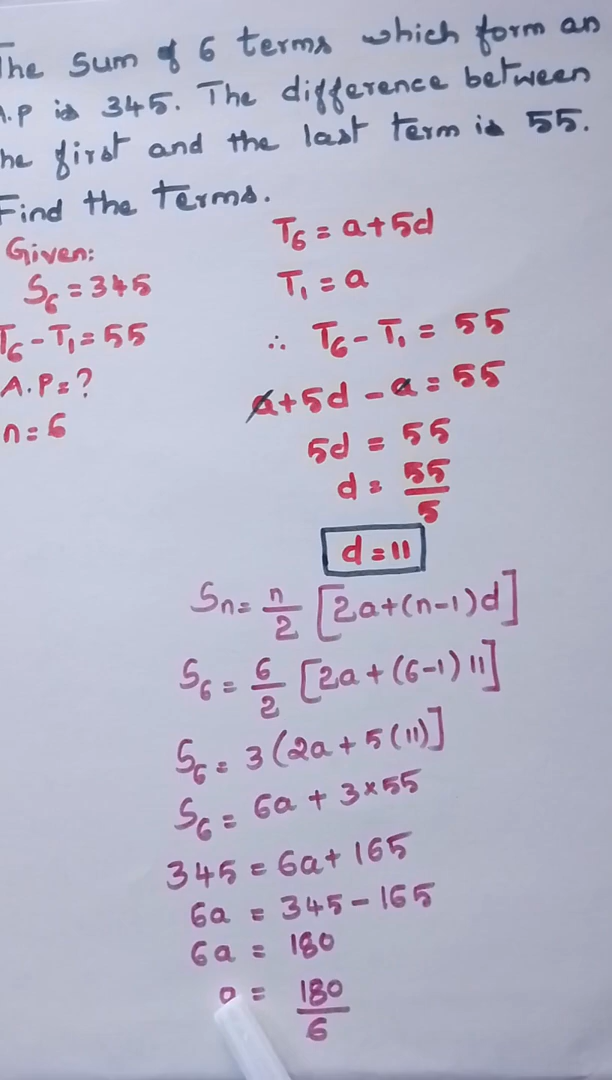 The sum of 6 terms which form an
A.P is 345. The difference between
the first and the last term is 55.
Find the terms.
Given:
S₆ = 345
T₆ - T₁ = 55
A.P = ?
n = 6
T₆ = a + 5d
T₁ = a
∴ T₆ - T₁ = 55
a + 5d - a = 55
5d = 55
d = 55/5
d = 11
Sn = n/2 [2a + (n-1)d]
S₆ = 6/2 [2a + (6-1) 11]
S₆ = 3(2a + 5(11)]
S₆ = 6a + 3×55
345 = 6a + 165
6a = 345 - 165
6a = 180
a = 180/6